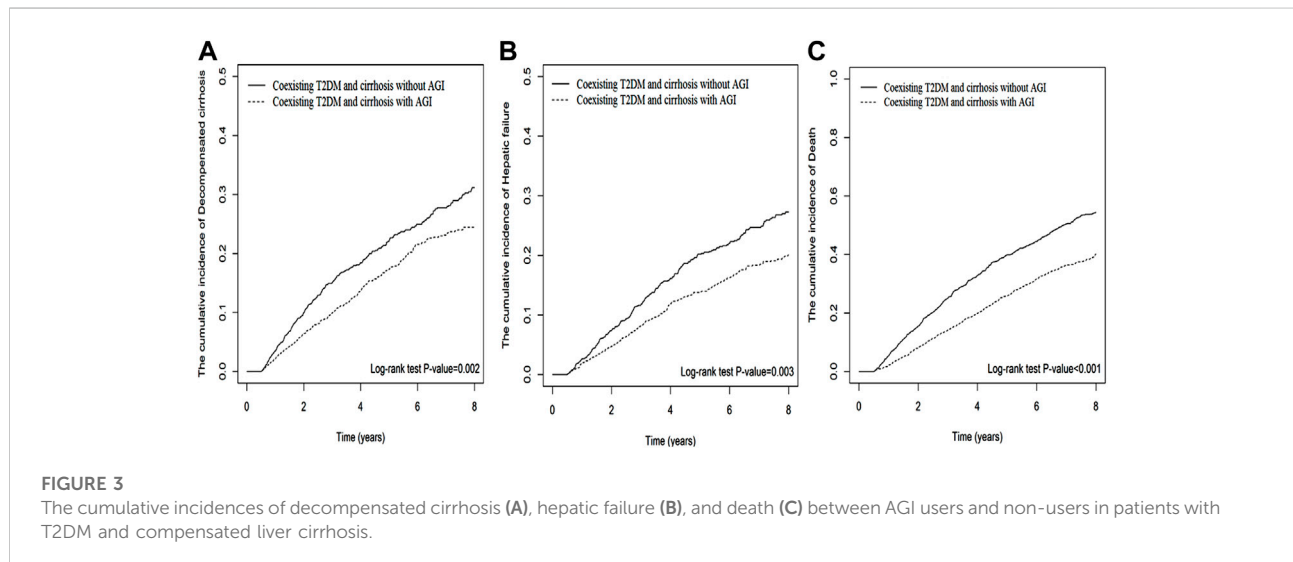 A
The cumulative incidence of Decompensated cirrhosis
0.5
0.4
0.3
0.2
0.1
0.0
Coexisting T2DM and cirrhosis without AGI
Coexisting T2DM and cirrhosis with AGI
Log-rank test P-value=0.002
0 2 4 6 8
Time (years)
B
The cumulative incidence of Hepatic failure
0.5
0.4
0.3
0.2
0.1
0.0
Coexisting T2DM and cirrhosis without AGI
Coexisting T2DM and cirrhosis with AGI
Log-rank test P-value=0.003
0 2 4 6 8
Time (years)
C
The cumulative incidence of Death
1.0
0.8
0.6
0.4
0.2
0.0
Coexisting T2DM and cirrhosis without AGI
Coexisting T2DM and cirrhosis with AGI
Log-rank test P-value<0.001
0 2 4 6 8
Time (years)
FIGURE 3
The cumulative incidences of decompensated cirrhosis (A), hepatic failure (B), and death (C) between AGI users and non-users in patients with
T2DM and compensated liver cirrhosis.